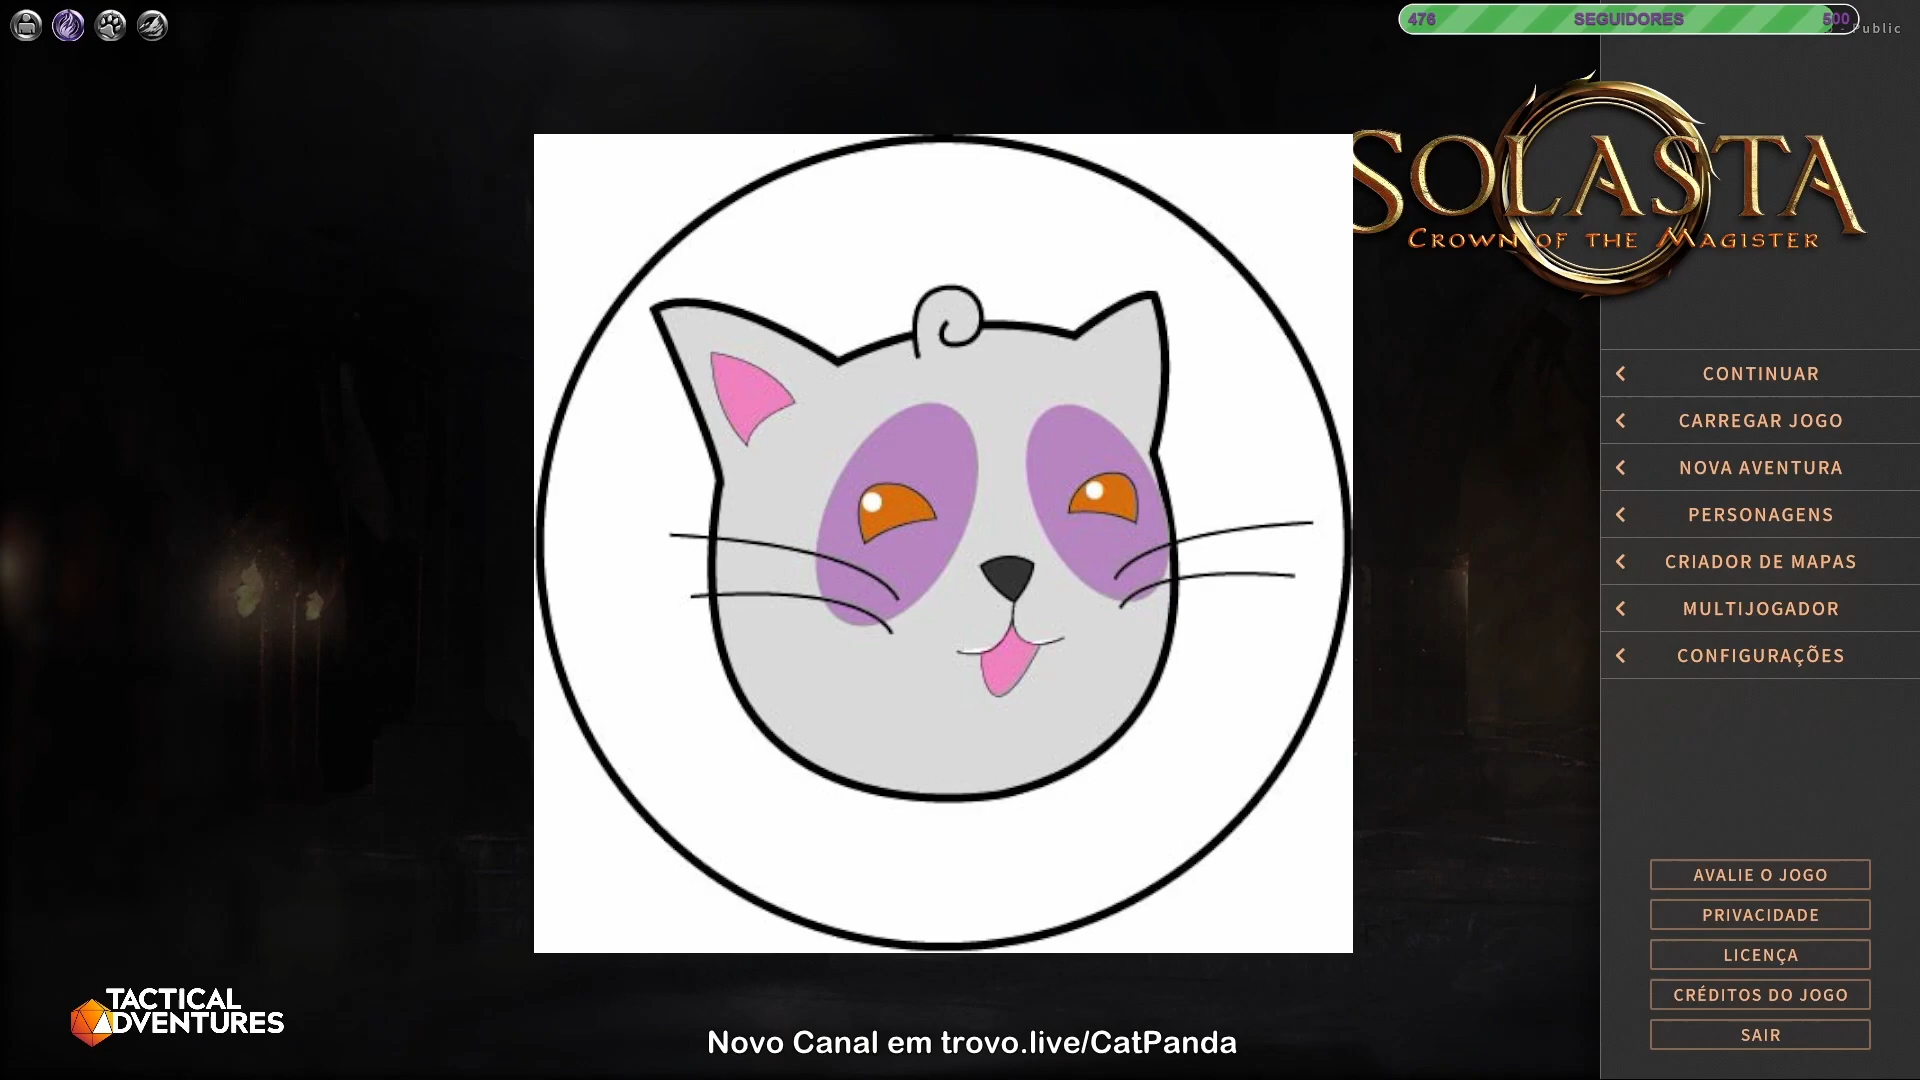 476 SEGUIDORES 500
Public
SOLASTA
CROWN OF THE MAGISTER
CONTINUAR
CARREGAR JOGO
NOVA AVENTURA
PERSONAGENS
CRIADOR DE MAPAS
MULTIJOGADOR
CONFIGURAÇÕES
AVALIE O JOGO
PRIVACIDADE
LICENÇA
CRÉDITOS DO JOGO
SAIR
TACTICAL
ADVENTURES
Novo Canal em trovo.live/CatPanda